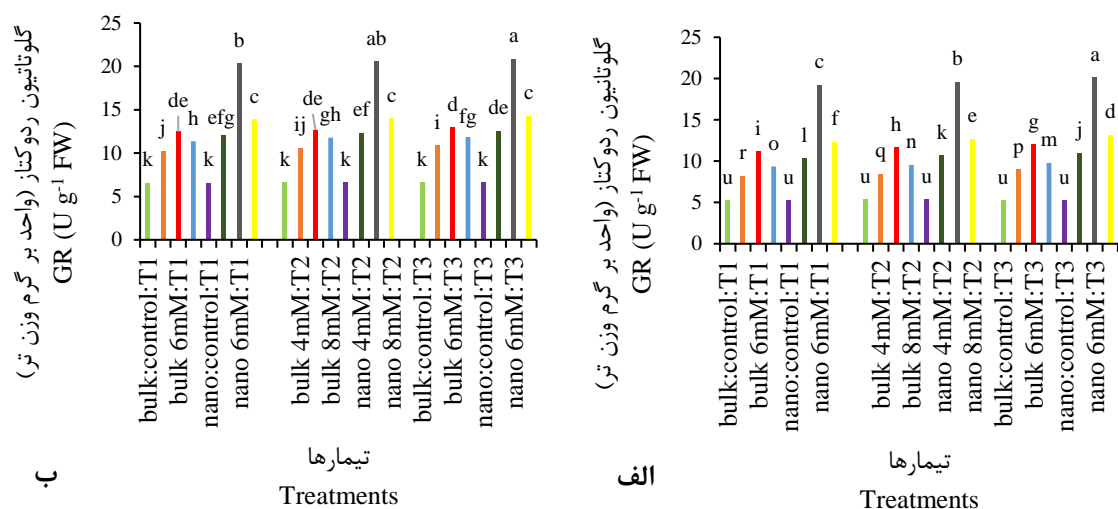 گلوتاتیون ردوکتاز (واحد بر گرم وزن تر)
GR (U g-1 FW)
25
20
15
10
5
0
k
j
de
h
k
efg
b
c
k
ij
de
gh
k
ef
ab
c
k
i
d
fg
k
de
a
c
bulk:control:T1
bulk 6mM:T1
nano:control:T1
nano 6mM:T1
bulk 4mM:T2
bulk 8mM:T2
nano 4mM:T2
nano 8mM:T2
bulk:control:T3
bulk 6mM:T3
nano:control:T3
nano 6mM:T3
تیمارها
Treatments
ب
گلوتاتیون ردوکتاز (واحد بر گرم وزن تر)
GR (U g-1 FW)
25
20
15
10
5
0
u
r
i
o
u
l
c
f
u
q
h
n
u
k
b
e
u
p
g
m
u
j
a
d
bulk:control:T1
bulk 6mM:T1
nano:control:T1
nano 6mM:T1
bulk 4mM:T2
bulk 8mM:T2
nano 4mM:T2
nano 8mM:T2
bulk:control:T3
bulk 6mM:T3
nano:control:T3
nano 6mM:T3
تیمارها
Treatments
الف